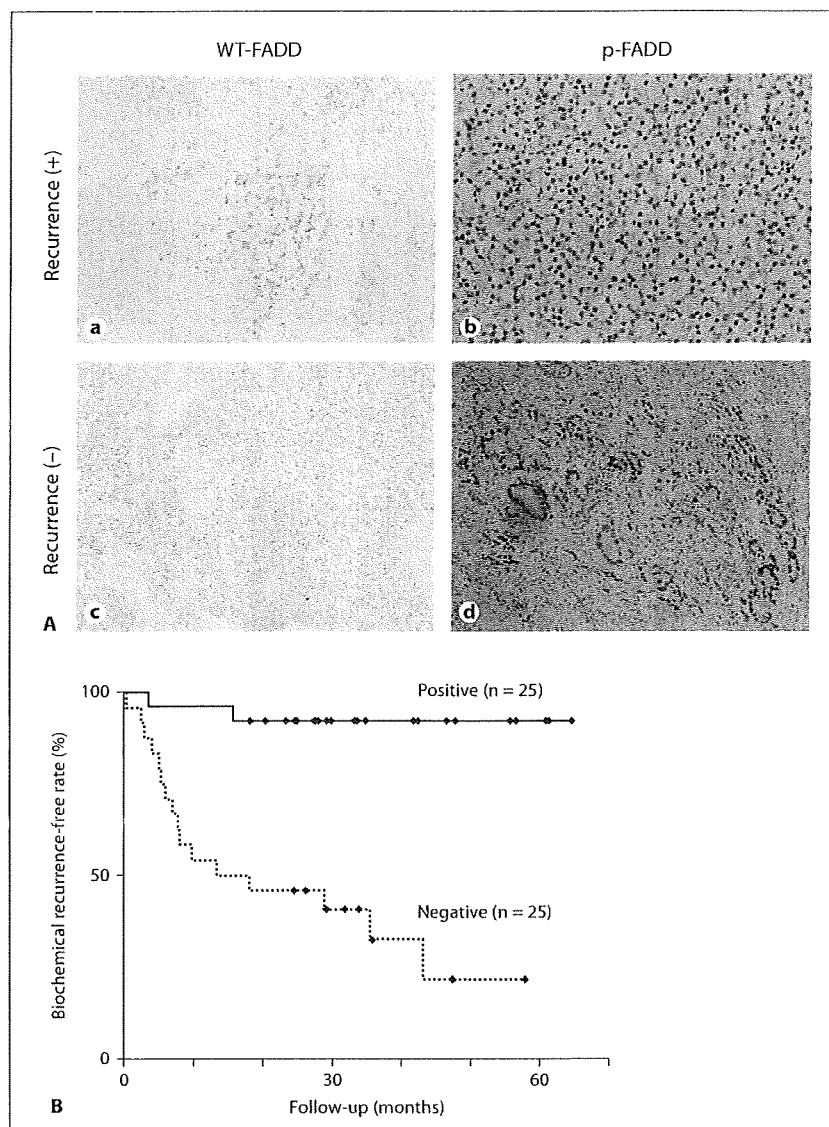 WT-FADD p-FADD
Recurrence (+)
a b
Recurrence (−)
c d
A
100
Positive (n = 25)
Biochemical recurrence-free rate (%)
50
Negative (n = 25)
0
0 30 60
Follow-up (months)
B